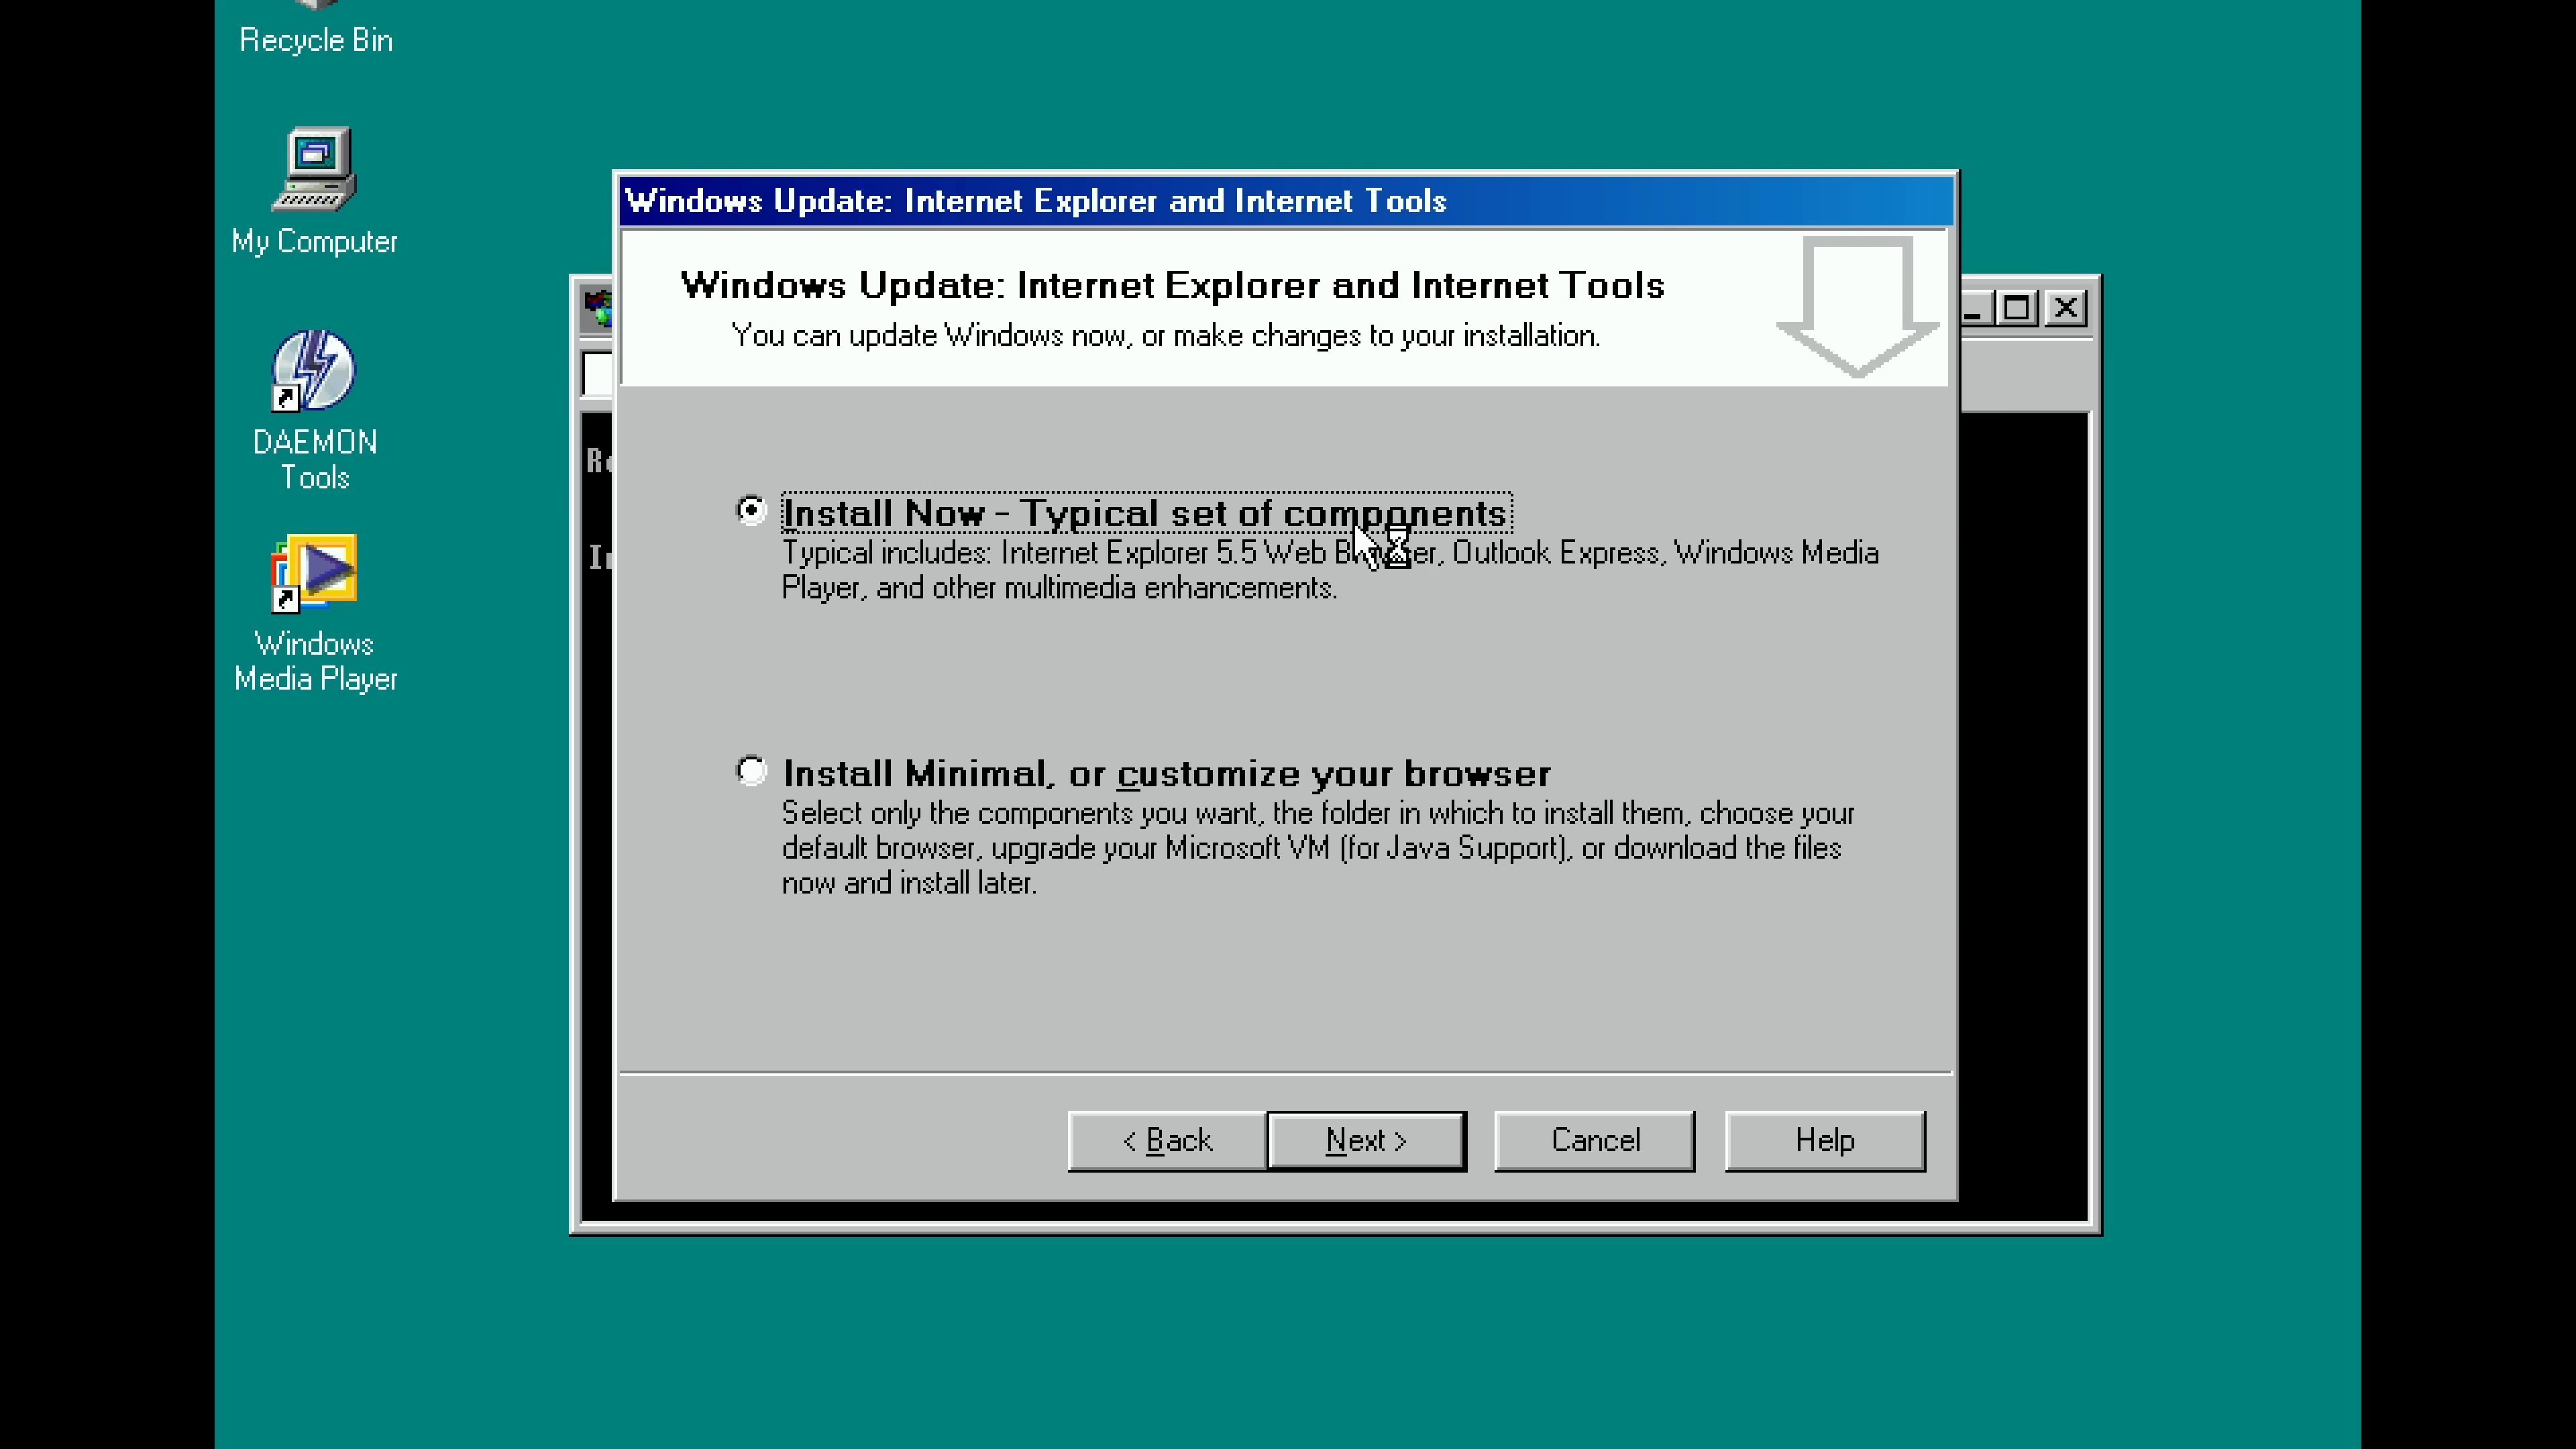 Recycle Bin
My Computer
DAEMON
Tools
Windows
Media Player
Windows Update: Internet Explorer and Internet Tools
Windows Update: Internet Explorer and Internet Tools
You can update Windows now, or make changes to your installation.
Install Now - Typical set of components
Typical includes: Internet Explorer 5.5 Web Browser, Outlook Express, Windows Media
Player, and other multimedia enhancements.
Install Minimal, or customize your browser
Select only the components you want, the folder in which to install them, choose your
default browser, upgrade your Microsoft VM (for Java Support), or download the files
now and install later.
< Back
Next >
Cancel
Help